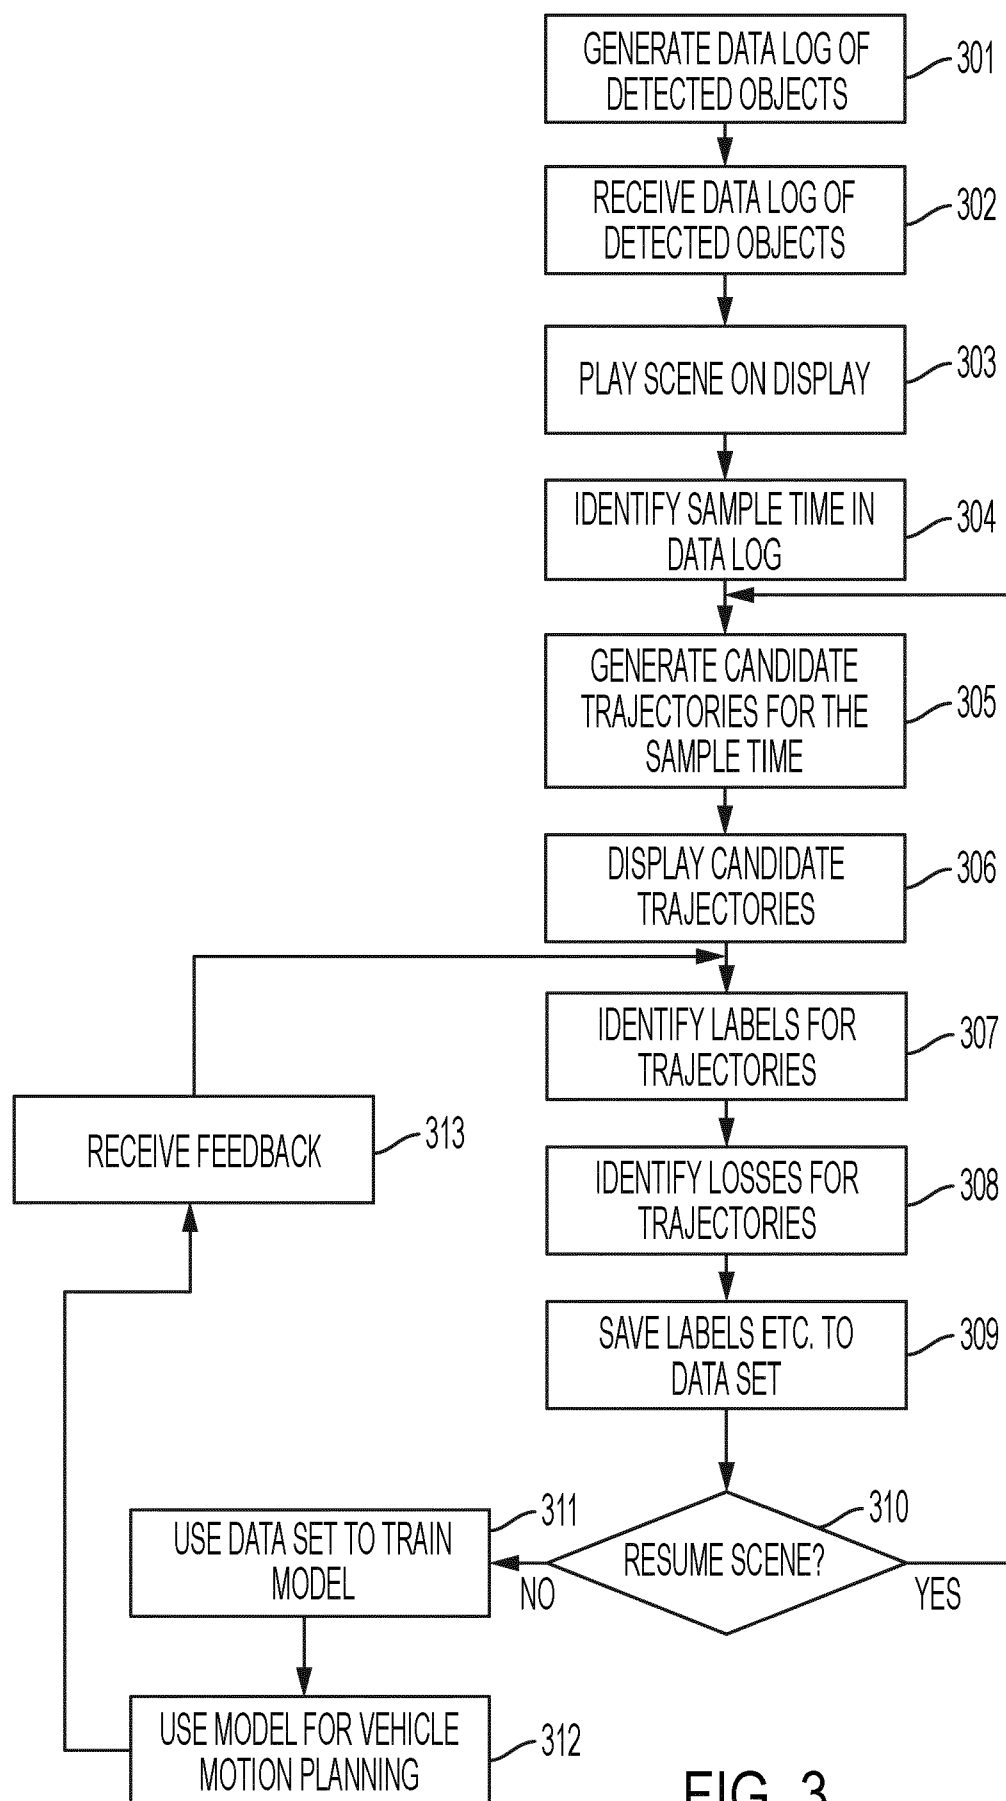 GENERATE DATA LOG OF
DETECTED OBJECTS
301
RECEIVE DATA LOG OF
DETECTED OBJECTS
302
PLAY SCENE ON DISPLAY
303
IDENTIFY SAMPLE TIME IN
DATA LOG
304
GENERATE CANDIDATE
TRAJECTORIES FOR THE
SAMPLE TIME
305
DISPLAY CANDIDATE
TRAJECTORIES
306
IDENTIFY LABELS FOR
TRAJECTORIES
307
RECEIVE FEEDBACK
313
IDENTIFY LOSSES FOR
TRAJECTORIES
308
SAVE LABELS ETC. TO
DATA SET
309
RESUME SCENE?
310
YES
NO
USE DATA SET TO TRAIN
MODEL
311
USE MODEL FOR VEHICLE
MOTION PLANNING
312
FIG. 3